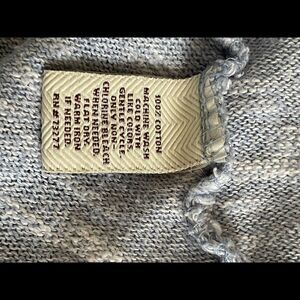 100% COTTON
MACHINE WASH
COLD WITH
LIKE COLORS
GENTLE CYCLE.
ONLY NON-
CHLORINE BLEACH
WHEN NEEDED.
FLAT DRY.
WARM IRON
IF NEEDED.
RN#73277